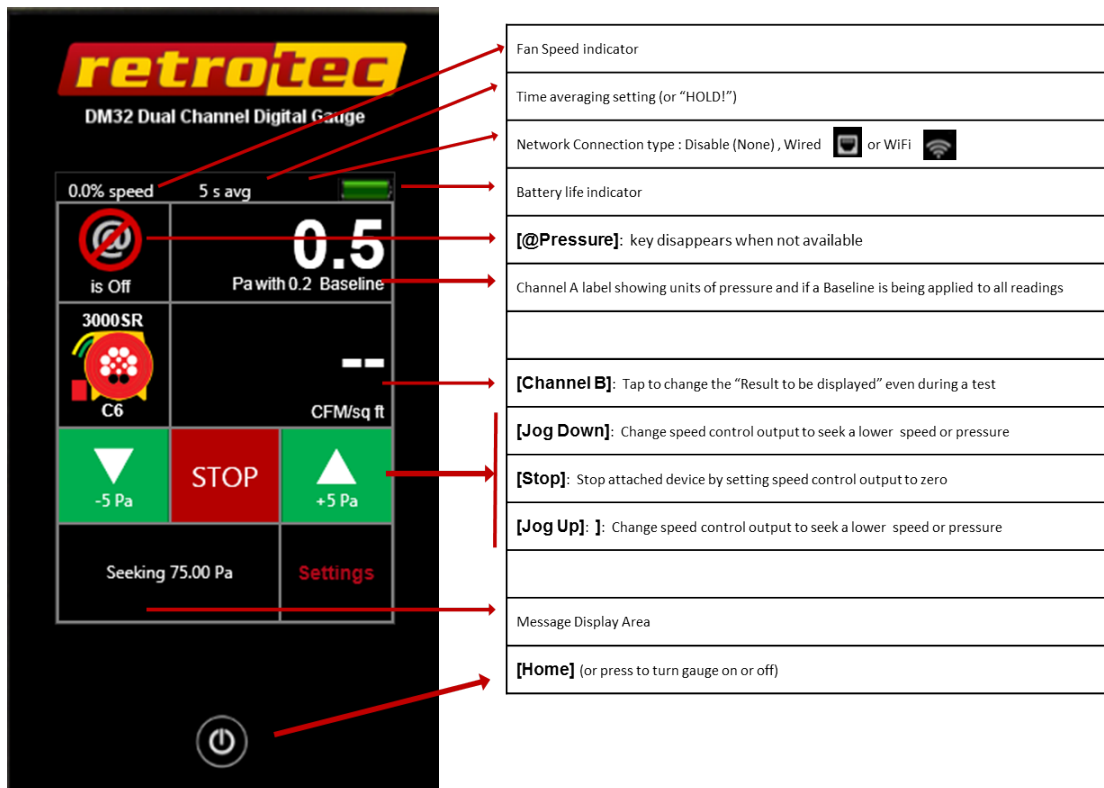 retrotec
DM32 Dual Channel Digital Gauge
0.0% speed 5 s avg
@
is Off
0.5
Pa with 0.2 Baseline
3000SR
C6
--
CFM/sq ft
-5 Pa
STOP
+5 Pa
Seeking 75.00 Pa
Settings
Fan Speed indicator
Time averaging setting (or “HOLD!”)
Network Connection type : Disable (None) , Wired or WiFi
Battery life indicator
[@Pressure]: key disappears when not available
Channel A label showing units of pressure and if a Baseline is being applied to all readings
[Channel B]: Tap to change the “Result to be displayed” even during a test
[Jog Down]: Change speed control output to seek a lower speed or pressure
[Stop]: Stop attached device by setting speed control output to zero
[Jog Up]: ]: Change speed control output to seek a lower speed or pressure
Message Display Area
[Home] (or press to turn gauge on or off)